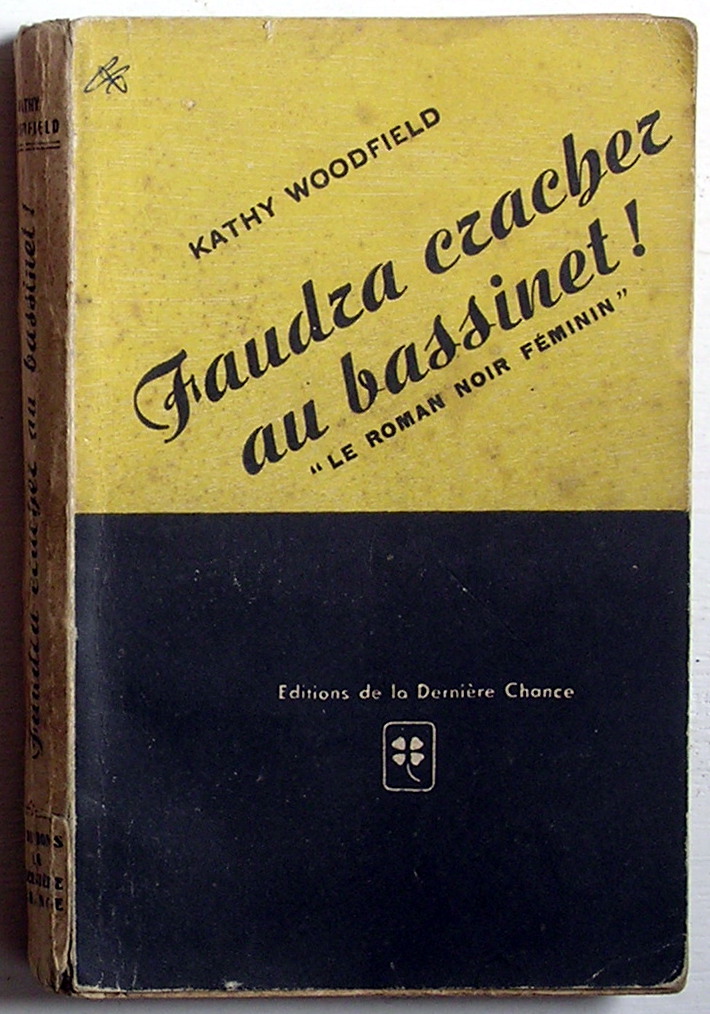 KATHY WOODFIELD
Faudra cracher
au bassinet !
"LE ROMAN NOIR FÉMININ"
Editions de la Dernière Chance
Faudra cracher au bassinet !